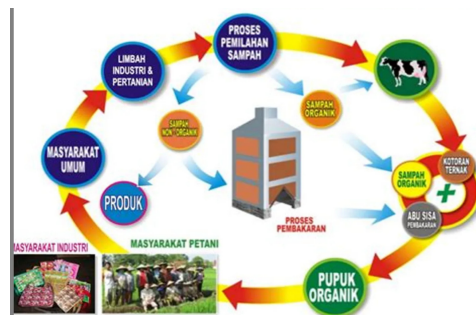 PROSES
PEMILAHAN
SAMPAH
LIMBAH
INDUSTRI &
PERTANIAN
SAMPAH
NON ORGANIK
SAMPAH
ORGANIK
MASYARAKAT
UMUM
KOTORAN
TERNAK
SAMPAH
ORGANIK
+
PRODUK
ABU SISA
PEMBAKARAN
PROSES
PEMBAKARAN
MASYARAKAT INDUSTRI
MASYARAKAT PETANI
PUPUK
ORGANIK